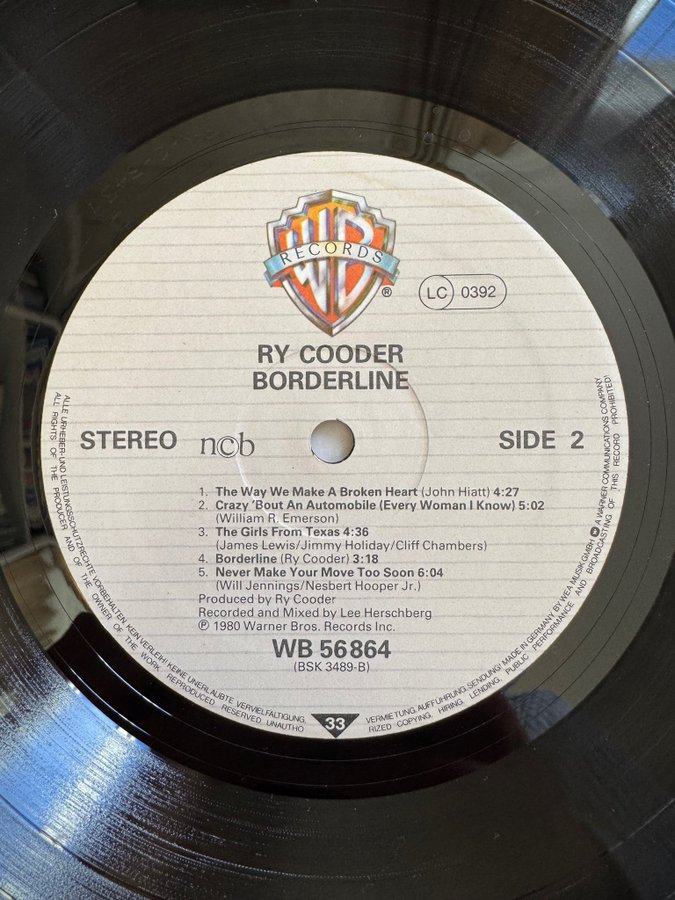 WB
RECORDS
®
LC 0392
RY COODER
BORDERLINE
STEREO n©b SIDE 2
1. The Way We Make A Broken Heart (John Hiatt) 4:27
2. Crazy 'Bout An Automobile (Every Woman I Know) 5:02
(William R. Emerson)
3. The Girls From Texas 4:36
(James Lewis/Jimmy Holiday/Cliff Chambers)
4. Borderline (Ry Cooder) 3:18
5. Never Make Your Move Too Soon 6:04
(Will Jennings/Nesbert Hooper Jr.)
Produced by Ry Cooder
Recorded and Mixed by Lee Herschberg
℗ 1980 Warner Bros. Records Inc.
WB 56 864
(BSK 3489-B)
33
ALLE URHEBER- UND LEISTUNGSSCHUTZRECHTE VORBEHALTEN. KEIN VERLEIH! KEINE UNERLAUBTE VERVIELFÄLTIGUNG, VERMIETUNG, AUFFÜHRUNG, SENDUNG! MADE IN GERMANY BY WEA MUSIK GMBH A WARNER COMMUNICATIONS COMPANY
ALL RIGHTS OF THE PRODUCER AND OF THE OWNER OF THE WORK REPRODUCED RESERVED. UNAUTHORIZED COPYING, HIRING, LENDING, PUBLIC PERFORMANCE AND BROADCASTING OF THIS RECORD PROHIBITED!